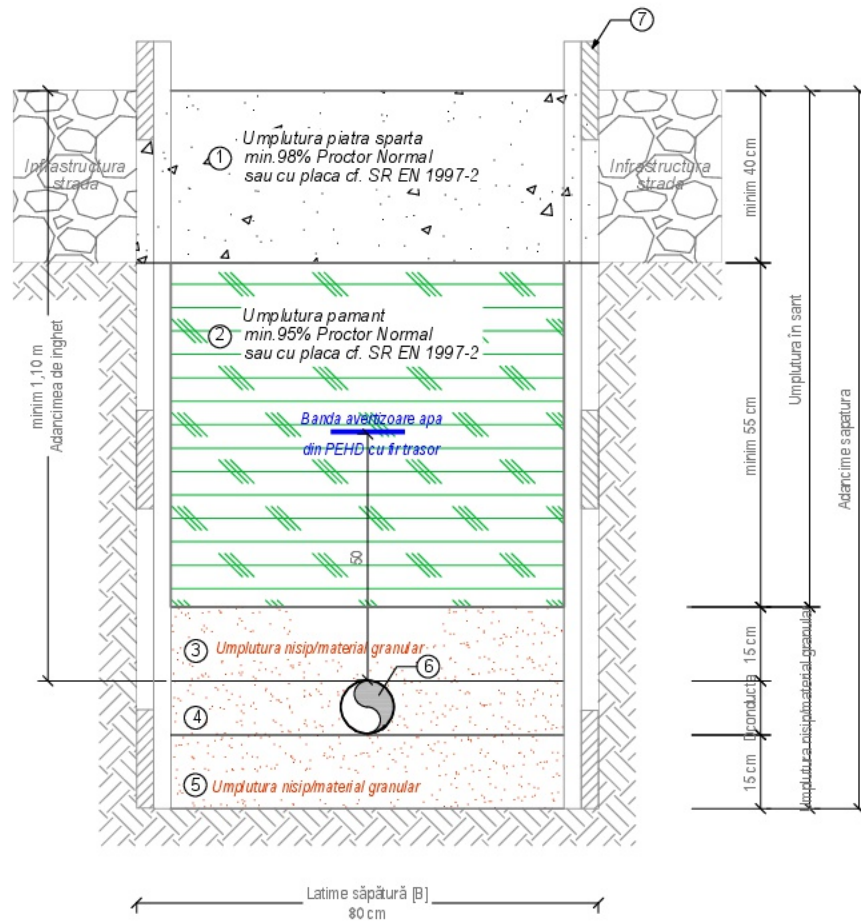 7
1
Umplutura piatra sparta
min.98% Proctor Normal
sau cu placa cf. SR EN 1997-2
Infrastructura
strada
Infrastructura
strada
minim 40 cm
2
Umplutura pamant
min.95% Proctor Normal
sau cu placa cf. SR EN 1997-2
minim 1,10 m
Adancimea de inghet
Banda avertizoare apa
din PEHD cu fir trasor
50
minim 55 cm
Umplutură în sant
Adancime sapatura
3
Umplutura nisip/material granular
6
4
5
Umplutura nisip/material granular
15 cm
Dconducta
15 cm
Umplutura nisip/material granular
Latime săpătură [B]
80 cm